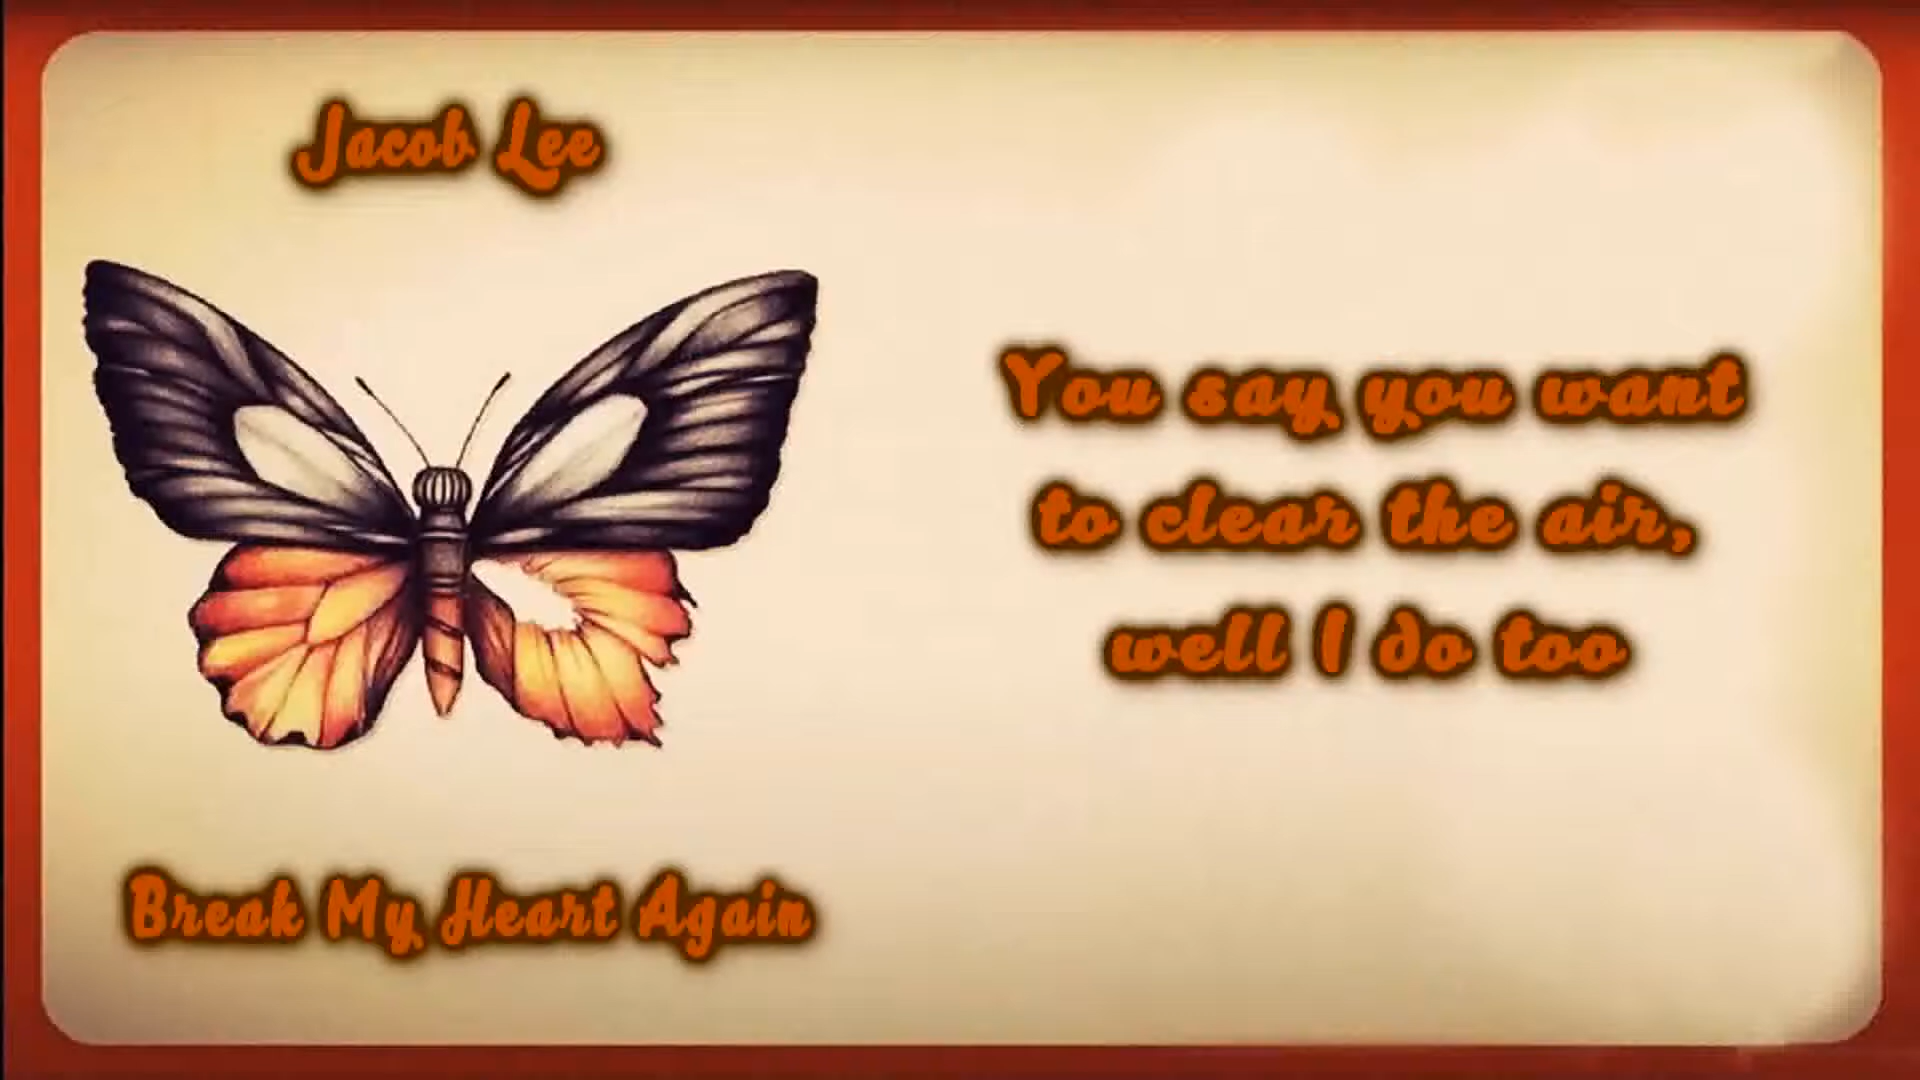 Jacob Lee
You say you want
to clear the air,
well I do too
Break My Heart Again